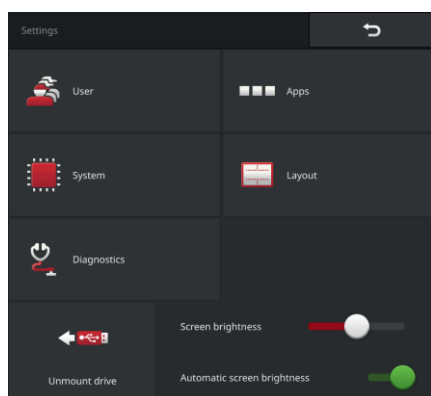 Settings
User
Apps
System
Layout
Diagnostics
Screen brightness
Unmount drive
Automatic screen brightness